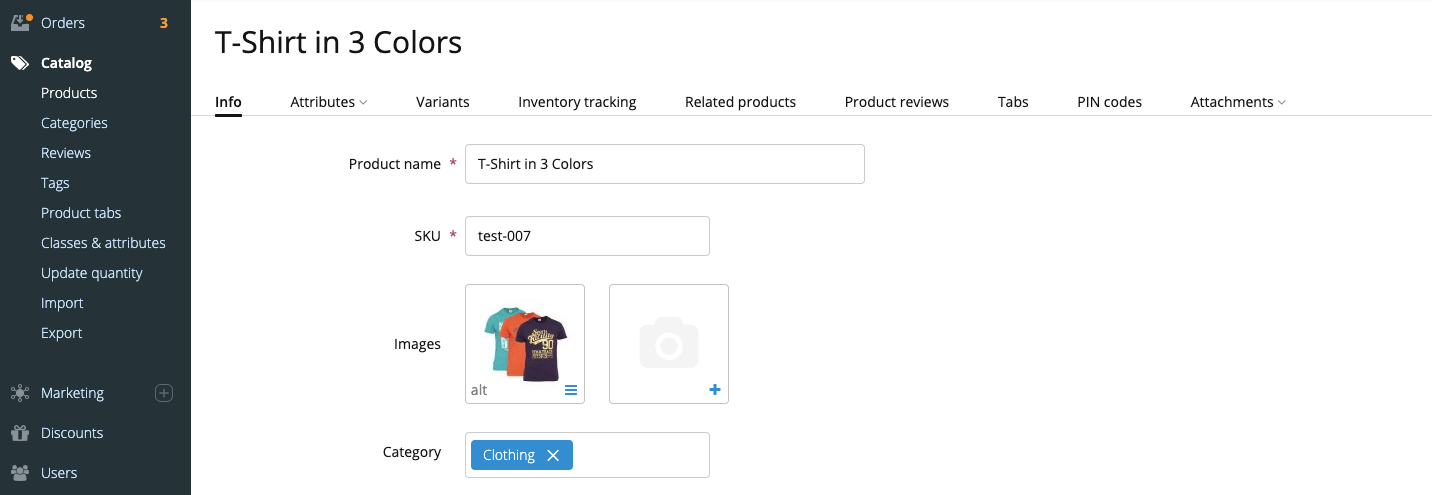 Orders 3
Catalog
Products
Categories
Reviews
Tags
Product tabs
Classes & attributes
Update quantity
Import
Export
Marketing
Discounts
Users
T-Shirt in 3 Colors
Info Attributes Variants Inventory tracking Related products Product reviews Tabs PIN codes Attachments
Product name * T-Shirt in 3 Colors
SKU * test-007
Images
90
alt
Category Clothing